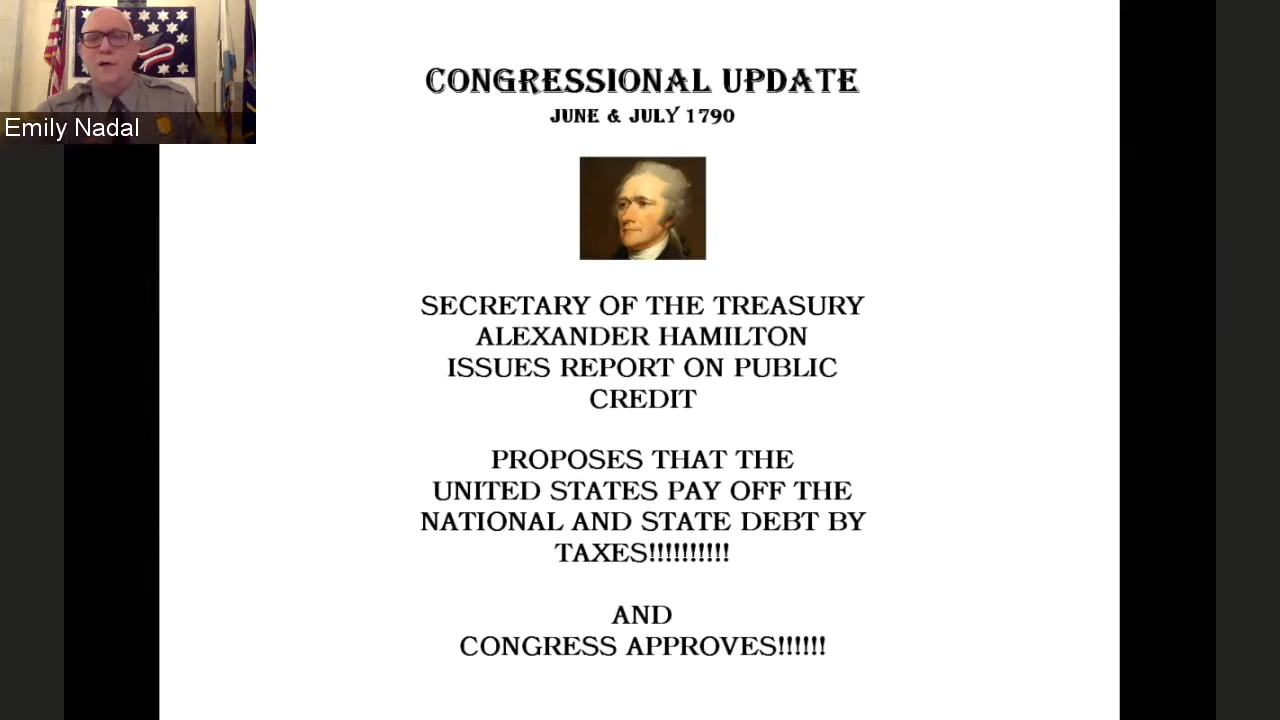 Emily Nadal
CONGRESSIONAL UPDATE
JUNE & JULY 1790
SECRETARY OF THE TREASURY
ALEXANDER HAMILTON
ISSUES REPORT ON PUBLIC
CREDIT
PROPOSES THAT THE
UNITED STATES PAY OFF THE
NATIONAL AND STATE DEBT BY
TAXES!!!!!!!!!!
AND
CONGRESS APPROVES!!!!!!